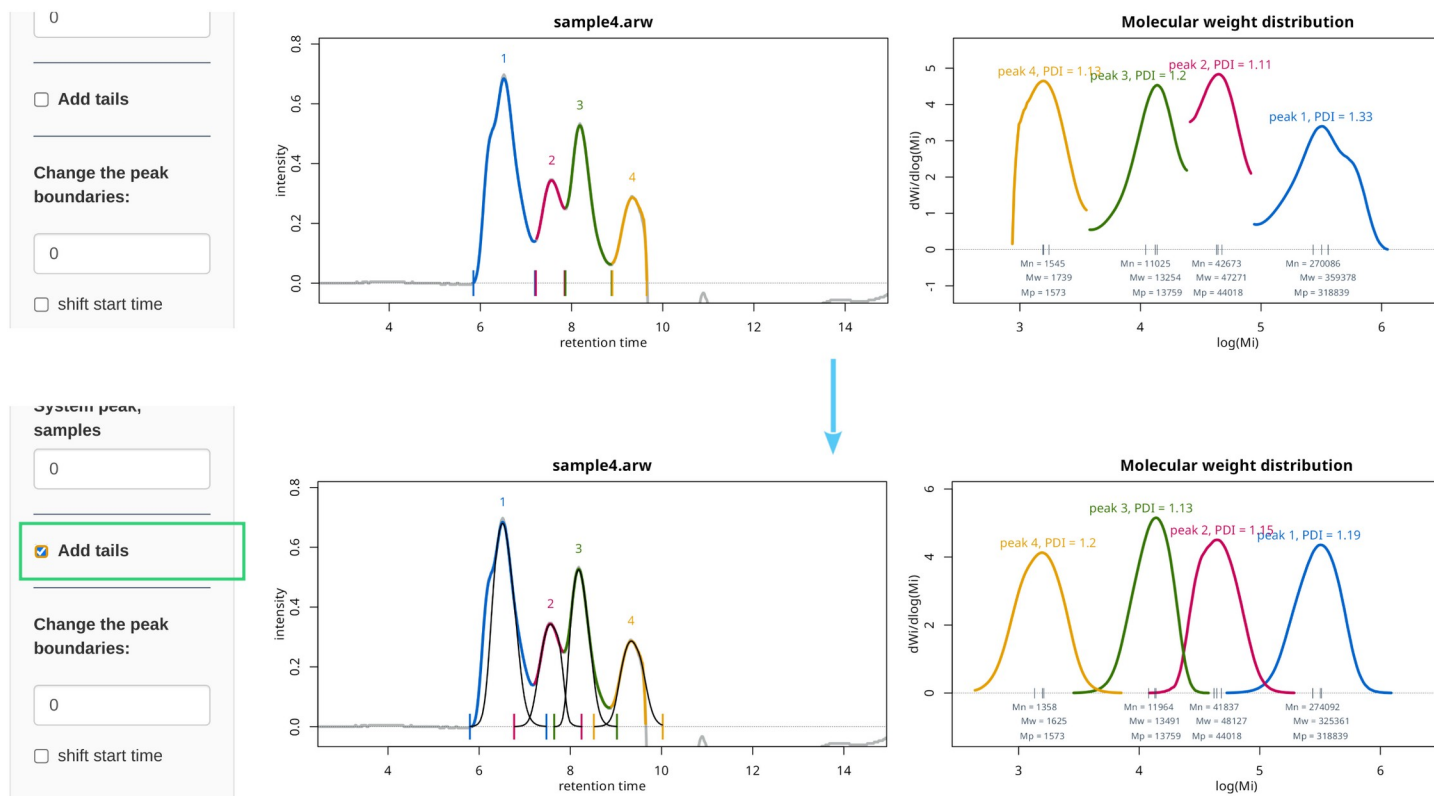 0
Add tails
Change the peak
boundaries:
0
shift start time
sample4.arw
0.8
0.6
0.4
0.2
0.0
intensity
1
2
3
4
4
6
8
10
12
14
retention time
Molecular weight distribution
5
4
3
2
1
0
-1
dWi/dlog(Mi)
peak 4, PDI = 1.13
peak 3, PDI = 1.2
peak 2, PDI = 1.11
peak 1, PDI = 1.33
Mn = 1545
Mw = 1739
Mp = 1573
Mn = 11025
Mw = 13254
Mp = 13759
Mn = 42673
Mw = 47271
Mp = 44018
Mn = 270086
Mw = 359378
Mp = 318839
3
4
5
6
log(Mi)
System peak,
samples
0
Add tails
Change the peak
boundaries:
0
shift start time
sample4.arw
0.8
0.6
0.4
0.2
0.0
intensity
1
2
3
4
4
6
8
10
12
14
retention time
Molecular weight distribution
6
4
2
0
dWi/dlog(Mi)
peak 4, PDI = 1.2
peak 3, PDI = 1.13
peak 2, PDI = 1.15
peak 1, PDI = 1.19
Mn = 1358
Mw = 1625
Mp = 1573
Mn = 11964
Mw = 13491
Mp = 13759
Mn = 41837
Mw = 48127
Mp = 44018
Mn = 274092
Mw = 325361
Mp = 318839
3
4
5
6
log(Mi)